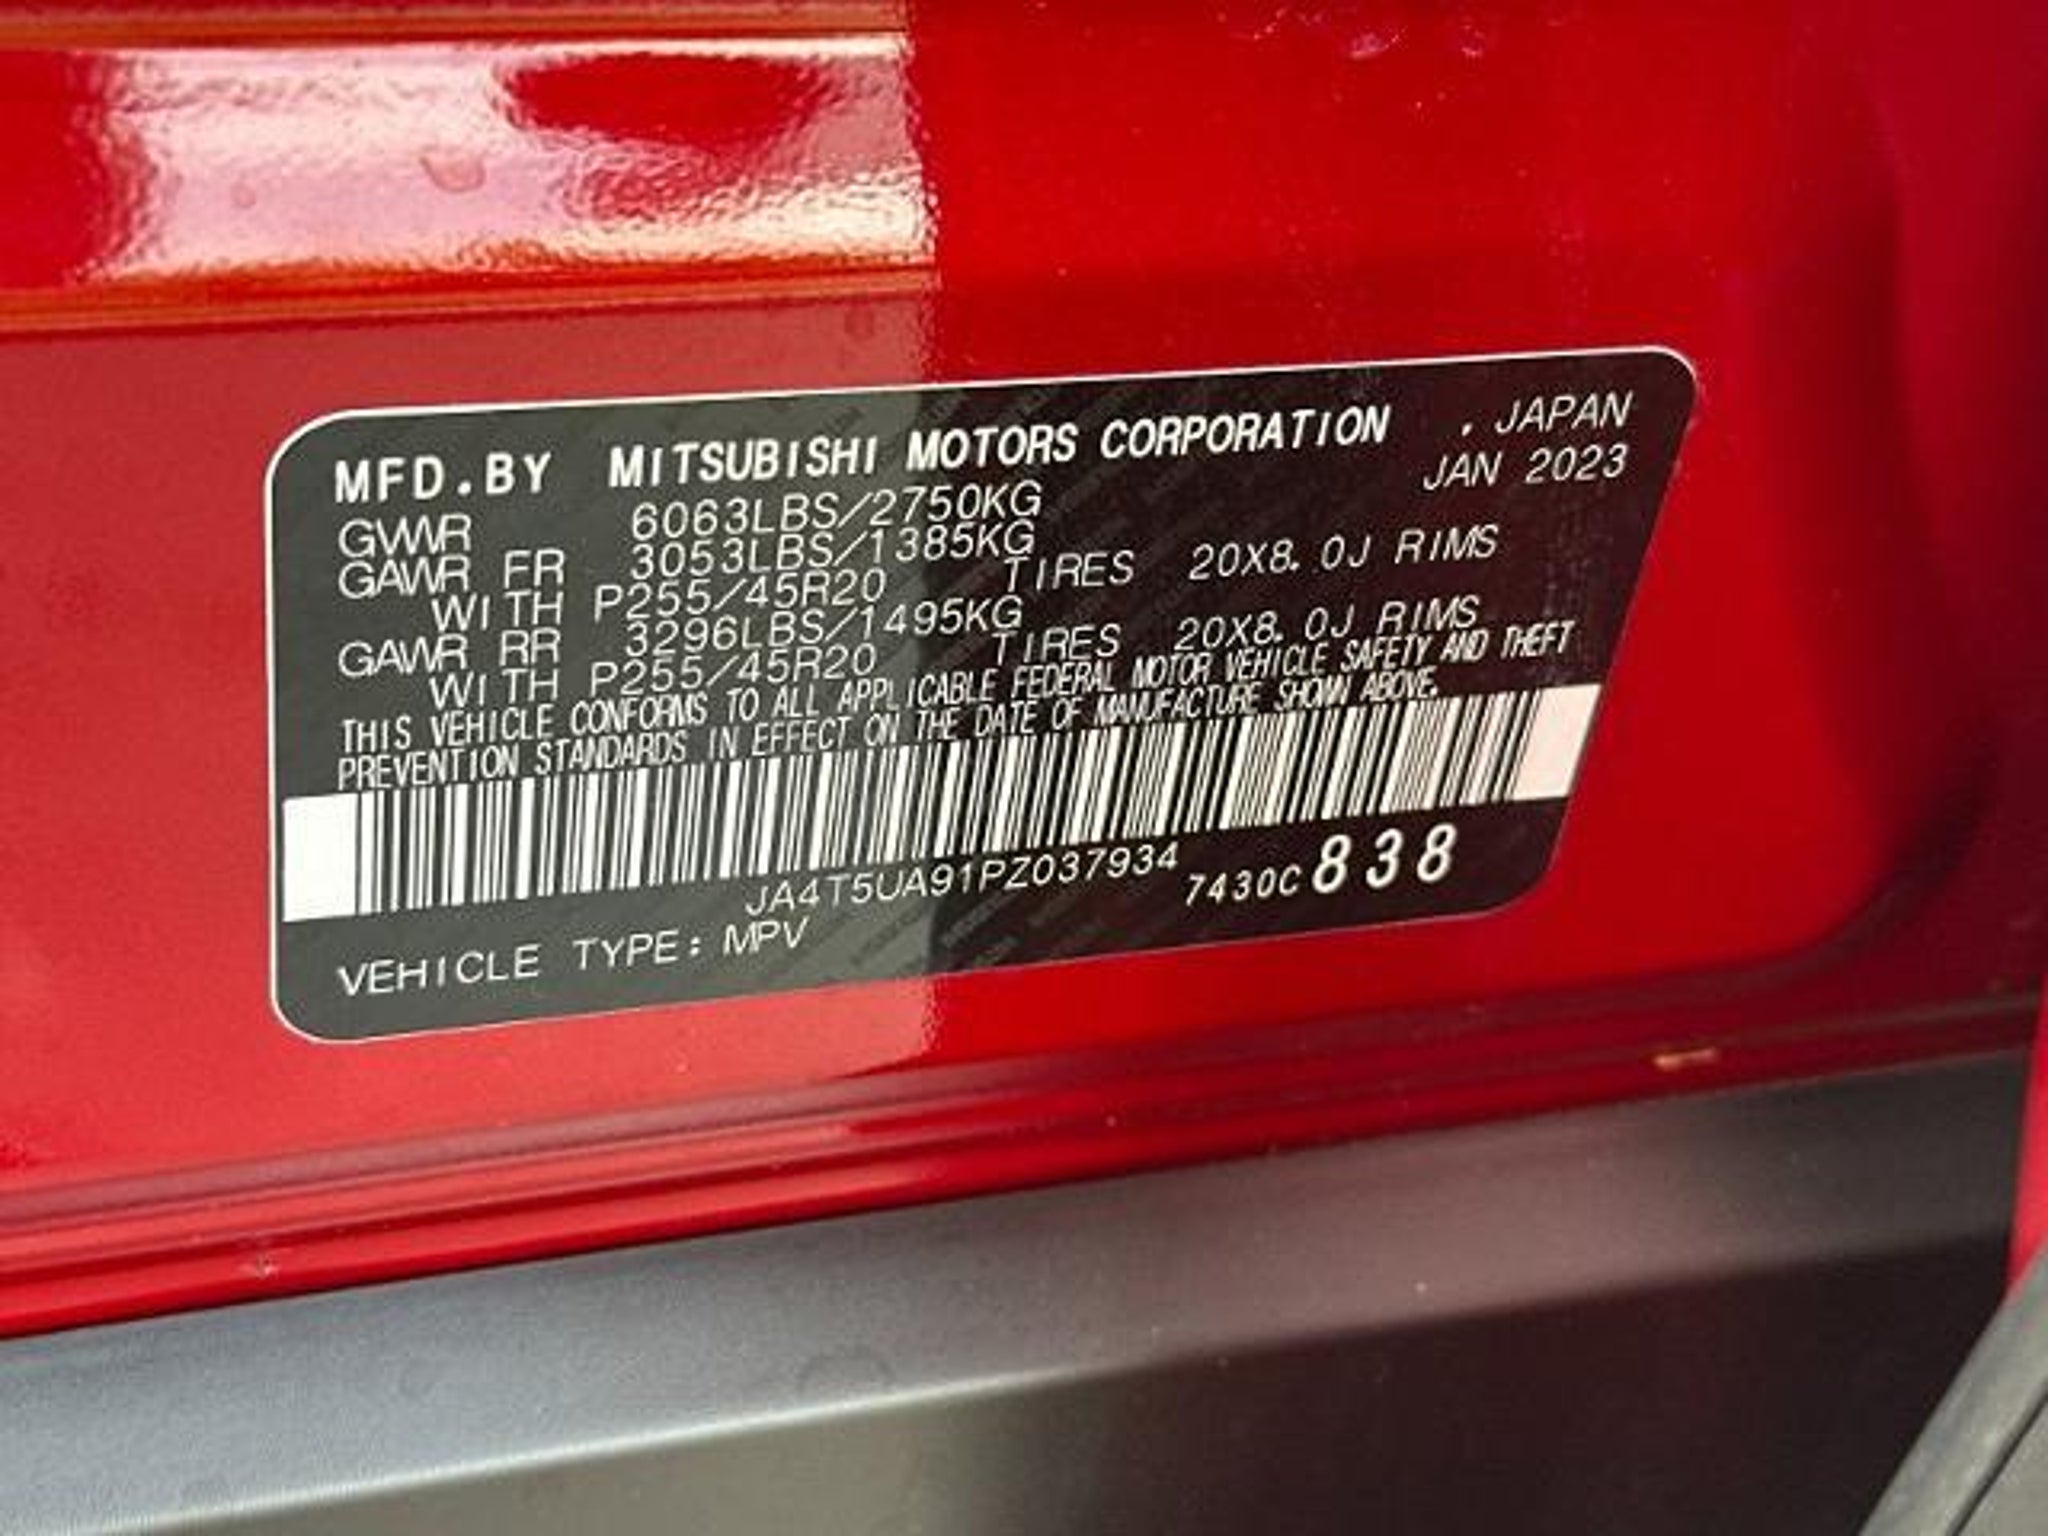 MFD.BY MITSUBISHI MOTORS CORPORATION . JAPAN
JAN 2023
GVWR 6063LBS/2750KG
GAWR FR 3053LBS/1385KG
WITH P255/45R20 TIRES 20X8.0J RIMS
GAWR RR 3296LBS/1495KG
WITH P255/45R20 TIRES 20X8.0J RIMS
THIS VEHICLE CONFORMS TO ALL APPLICABLE FEDERAL MOTOR VEHICLE SAFETY AND THEFT
PREVENTION STANDARDS IN EFFECT ON THE DATE OF MANUFACTURE SHOWN ABOVE.
JA4T5UA91PZ037934 7430C 838
VEHICLE TYPE: MPV